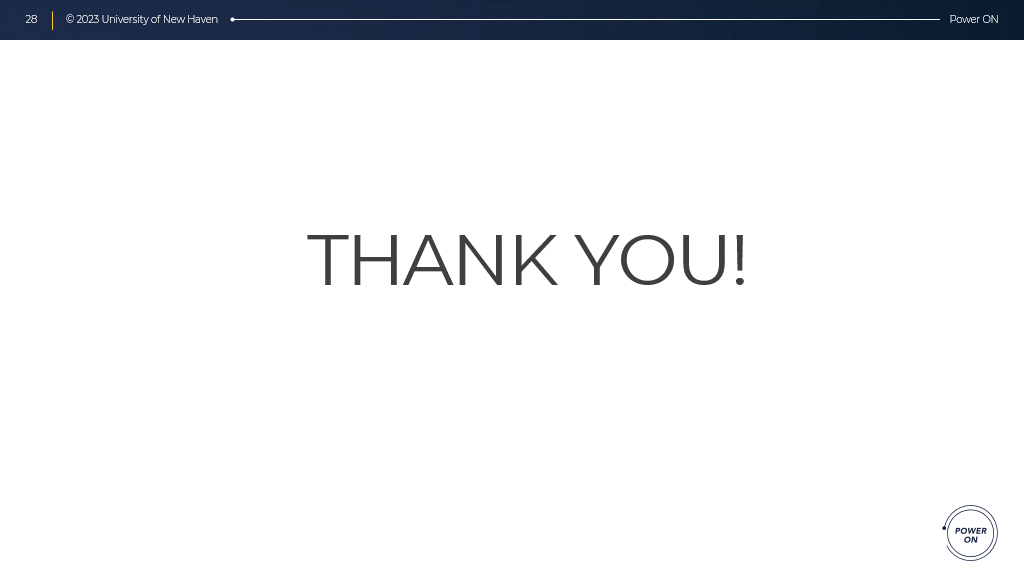 28 © 2023 University of New Haven Power ON
THANK YOU!
POWER
ON